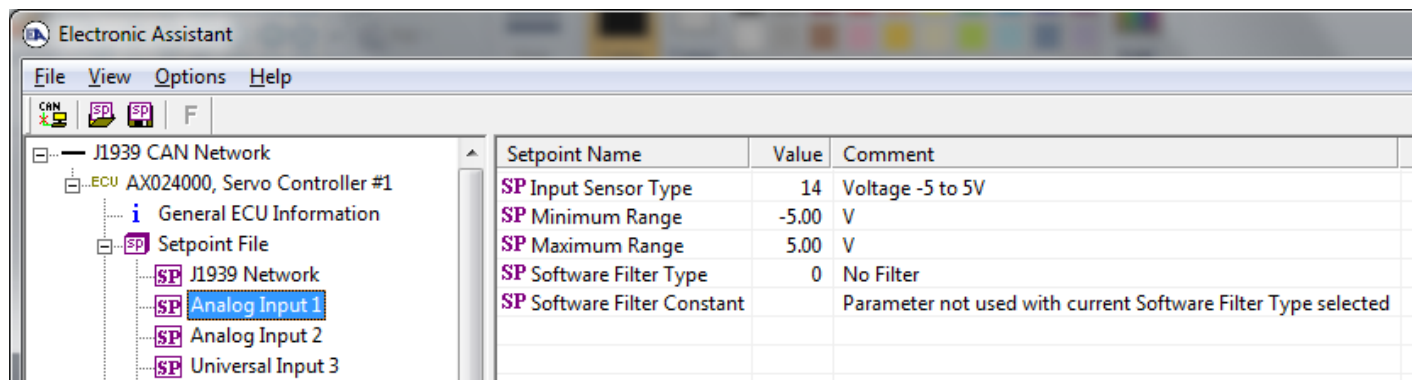 Electronic Assistant
File View Options Help
CAN SP SP F
J1939 CAN Network
ECU AX024000, Servo Controller #1
i General ECU Information
SP Setpoint File
SP J1939 Network
SP Analog Input 1
SP Analog Input 2
SP Universal Input 3
Setpoint Name Value Comment
SP Input Sensor Type 14 Voltage -5 to 5V
SP Minimum Range -5.00 V
SP Maximum Range 5.00 V
SP Software Filter Type 0 No Filter
SP Software Filter Constant Parameter not used with current Software Filter Type selected